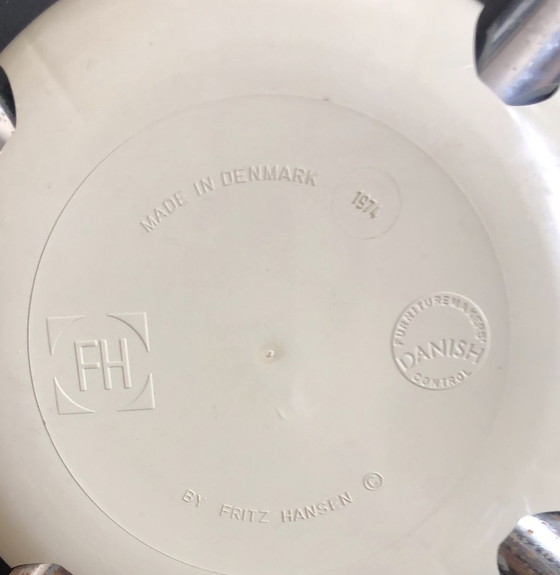 MADE IN DENMARK
1974
FH
FURNITUREMAKERS'
DANISH
CONTROL
BY FRITZ HANSEN ©